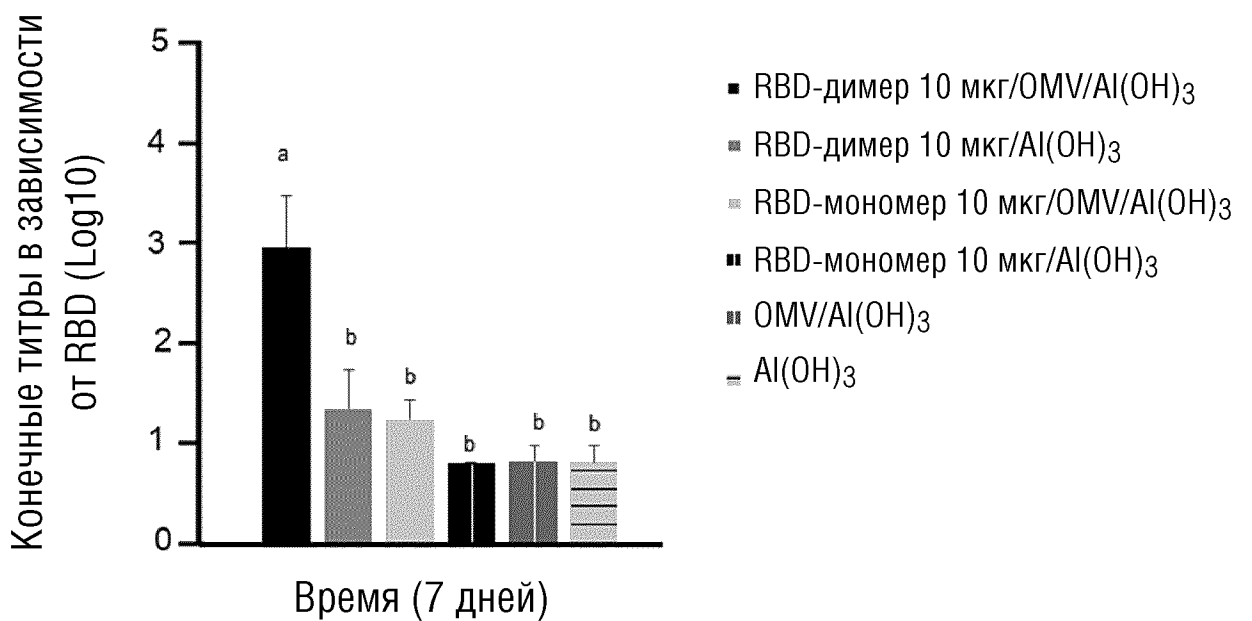 Конечные титры в зависимости
от RBD (Log10)
5
4
3
2
1
0
a
b
b
b
b
b
Время (7 дней)
RBD-димер 10 мкг/OMV/Al(OH)3
RBD-димер 10 мкг/Al(OH)3
RBD-мономер 10 мкг/OMV/Al(OH)3
RBD-мономер 10 мкг/Al(OH)3
OMV/Al(OH)3
Al(OH)3